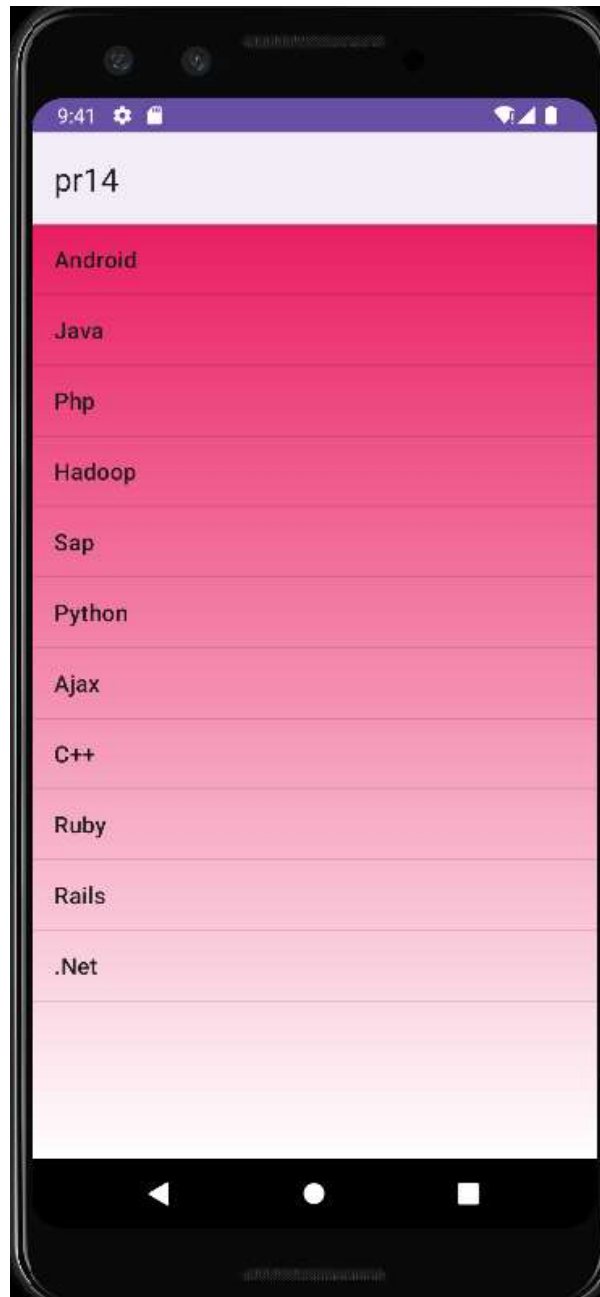 9:41
pr14
Android
Java
Php
Hadoop
Sap
Python
Ajax
C++
Ruby
Rails
.Net